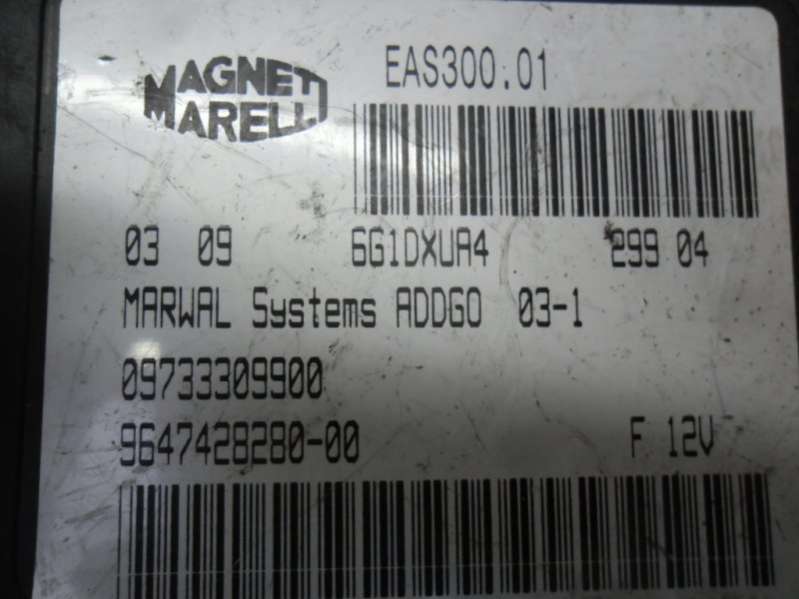 MAGNETI
MARELLI
EAS300.01
03 09 6G1DXUA4 299 04
MARWAL Systems ADDGO 03-1
09733309900
9647428280-00 F 12V